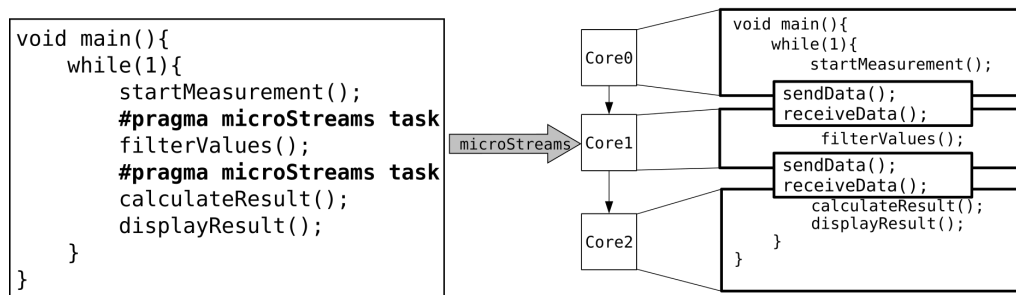 void main(){
while(1){
startMeasurement();
#pragma microStreams task
filterValues();
#pragma microStreams task
calculateResult();
displayResult();
}
}
microStreams
Core0
Core1
Core2
void main(){
while(1){
startMeasurement();
sendData();
receiveData();
filterValues();
sendData();
receiveData();
calculateResult();
displayResult();
}
}